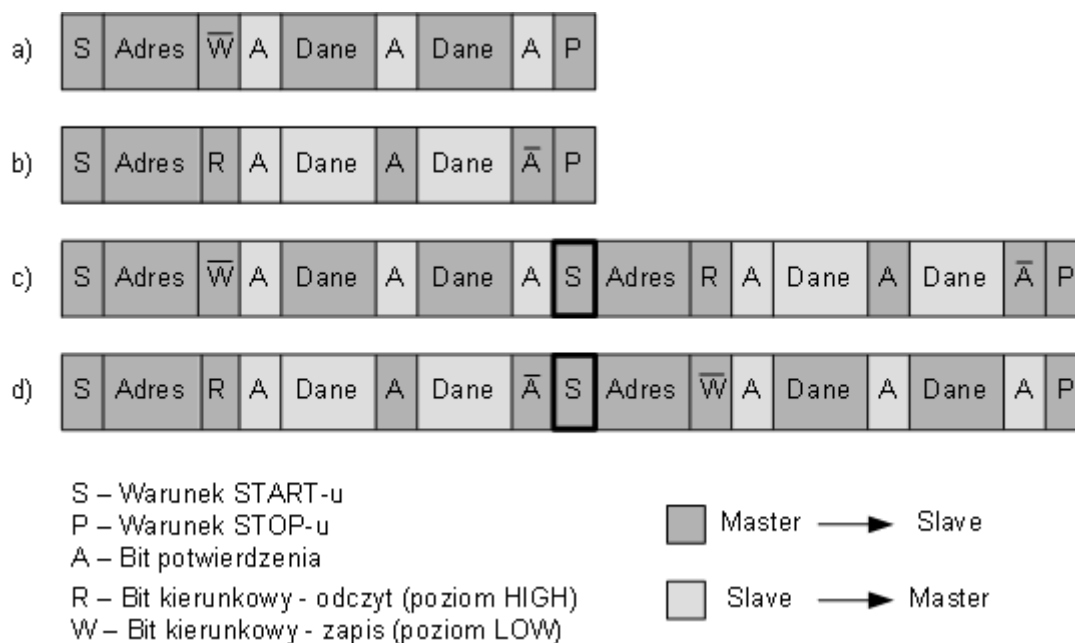 a) S Adres W̅ A Dane A Dane A P
b) S Adres R A Dane A Dane A̅ P
c) S Adres W̅ A Dane A Dane A S Adres R A Dane A Dane A̅ P
d) S Adres R A Dane A Dane A̅ S Adres W̅ A Dane A Dane A P
S – Warunek START-u
P – Warunek STOP-u
A – Bit potwierdzenia
R – Bit kierunkowy - odczyt (poziom HIGH)
W – Bit kierunkowy - zapis (poziom LOW)
Master Slave
Slave Master